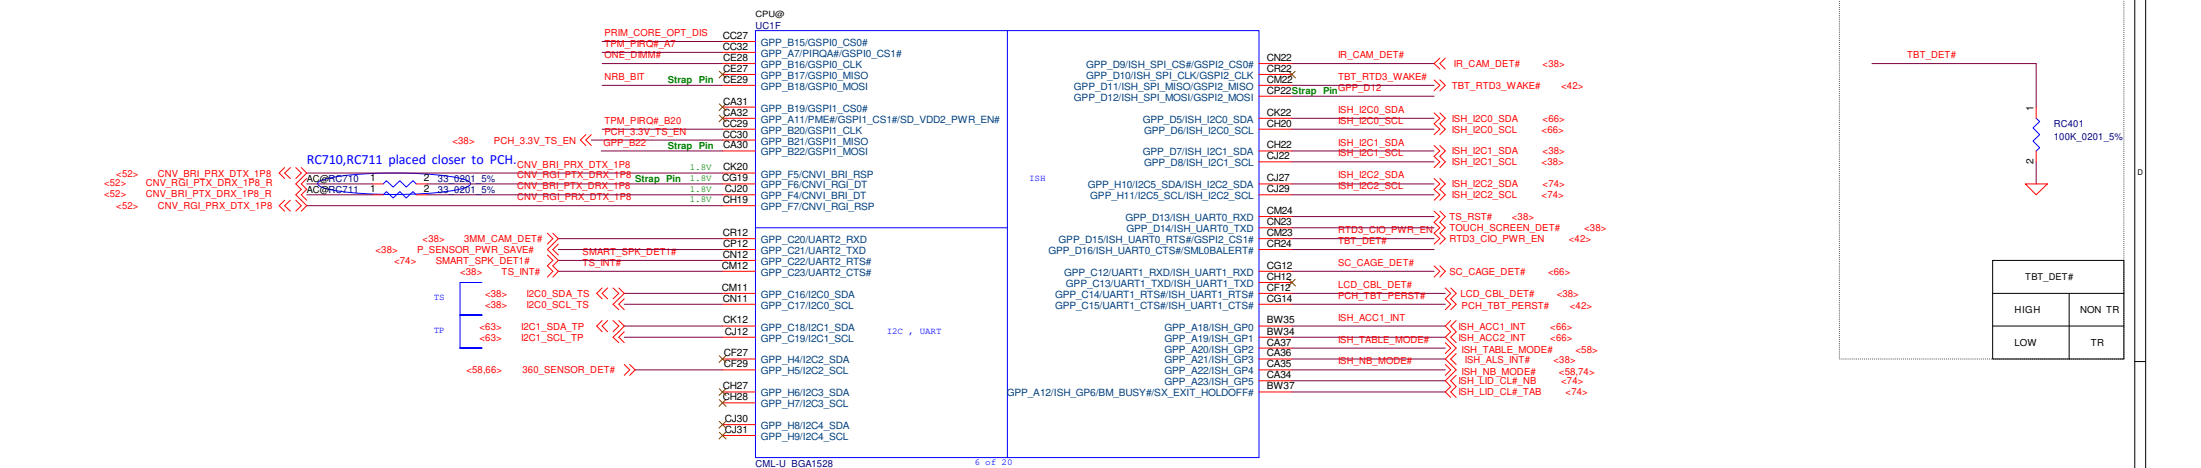 CPU@
UC1F
PRIM_CORE_OPT_DIS CC27 GPP_B15/GSPI0_CS0#
TPM_PIRQ#_A7 CC32 GPP_A7/PIRQA#/GSPI0_CS1#
ONE_DIMM# CE28 GPP_B16/GSPI0_CLK
CE27 GPP_B17/GSPI0_MISO
NRB_BIT Strap Pin CE29 GPP_B18/GSPI0_MOSI
CA31 GPP_B19/GSPI1_CS0#
CA32 GPP_A11/PME#/GSPI1_CS1#/SD_VDD2_PWR_EN#
TPM_PIRQ#_B20 CC29 GPP_B20/GSPI1_CLK
<38> PCH_3.3V_TS_EN PCH_3.3V_TS_EN CC30 GPP_B21/GSPI1_MISO
GPP_B22 Strap Pin CA30 GPP_B22/GSPI1_MOSI
RC710,RC711 placed closer to PCH.
<52> CNV_BRI_PRX_DTX_1P8 CNV_BRI_PRX_DTX_1P8 1.8V CK20 GPP_F5/CNVI_BRI_RSP
<52> CNV_RGI_PTX_DRX_1P8_R AC@RC710 1 2 33_0201_5% CNV_RGI_PTX_DRX_1P8 Strap Pin 1.8V CG19 GPP_F6/CNVI_RGI_DT
<52> CNV_BRI_PTX_DRX_1P8_R AC@RC711 1 2 33_0201_5% CNV_BRI_PTX_DRX_1P8 1.8V CJ20 GPP_F4/CNVI_BRI_DT
<52> CNV_RGI_PRX_DTX_1P8 CNV_RGI_PRX_DTX_1P8 1.8V CH19 GPP_F7/CNVI_RGI_RSP
<38> 3MM_CAM_DET# CR12 GPP_C20/UART2_RXD
<38> P_SENSOR_PWR_SAVE# CP12 GPP_C21/UART2_TXD
<74> SMART_SPK_DET1# SMART_SPK_DET1# CN12 GPP_C22/UART2_RTS#
<38> TS_INT# TS_INT# CM12 GPP_C23/UART2_CTS#
TS
<38> I2C0_SDA_TS CM11 GPP_C16/I2C0_SDA
<38> I2C0_SCL_TS CN11 GPP_C17/I2C0_SCL
TP
<63> I2C1_SDA_TP CK12 GPP_C18/I2C1_SDA
<63> I2C1_SCL_TP CJ12 GPP_C19/I2C1_SCL
CF27 GPP_H4/I2C2_SDA
<58,66> 360_SENSOR_DET# CF29 GPP_H5/I2C2_SCL
CH27 GPP_H6/I2C3_SDA
CH28 GPP_H7/I2C3_SCL
CJ30 GPP_H8/I2C4_SDA
CJ31 GPP_H9/I2C4_SCL
I2C , UART
ISH
GPP_D9/ISH_SPI_CS#/GSPI2_CS0# CN22 IR_CAM_DET# IR_CAM_DET# <38>
GPP_D10/ISH_SPI_CLK/GSPI2_CLK CR22
GPP_D11/ISH_SPI_MISO/GSPI2_MISO CM22 TBT_RTD3_WAKE# TBT_RTD3_WAKE# <42>
GPP_D12/ISH_SPI_MOSI/GSPI2_MOSI CP22 Strap Pin GPP_D12
GPP_D5/ISH_I2C0_SDA CK22 ISH_I2C0_SDA ISH_I2C0_SDA <66>
GPP_D6/ISH_I2C0_SCL CH20 ISH_I2C0_SCL ISH_I2C0_SCL <66>
GPP_D7/ISH_I2C1_SDA CH22 ISH_I2C1_SDA ISH_I2C1_SDA <38>
GPP_D8/ISH_I2C1_SCL CJ22 ISH_I2C1_SCL ISH_I2C1_SCL <38>
GPP_H10/I2C5_SDA/ISH_I2C2_SDA CJ27 ISH_I2C2_SDA ISH_I2C2_SDA <74>
GPP_H11/I2C5_SCL/ISH_I2C2_SCL CJ29 ISH_I2C2_SCL ISH_I2C2_SCL <74>
GPP_D13/ISH_UART0_RXD CM24 TS_RST# <38>
GPP_D14/ISH_UART0_TXD CN23 TOUCH_SCREEN_DET# <38>
GPP_D15/ISH_UART0_RTS#/GSPI2_CS1# CM23 RTD3_CIO_PWR_EN RTD3_CIO_PWR_EN <42>
GPP_D16/ISH_UART0_CTS#/SML0BALERT# CR24 TBT_DET#
GPP_C12/UART1_RXD/ISH_UART1_RXD CG12 SC_CAGE_DET# SC_CAGE_DET# <66>
GPP_C13/UART1_TXD/ISH_UART1_TXD CH12
GPP_C14/UART1_RTS#/ISH_UART1_RTS# CF12 LCD_CBL_DET# LCD_CBL_DET# <38>
GPP_C15/UART1_CTS#/ISH_UART1_CTS# CG14 PCH_TBT_PERST# PCH_TBT_PERST# <42>
GPP_A18/ISH_GP0 BW35 ISH_ACC1_INT ISH_ACC1_INT <66>
GPP_A19/ISH_GP1 BW34 ISH_ACC2_INT <66>
GPP_A20/ISH_GP2 CA37 ISH_TABLE_MODE# ISH_TABLE_MODE# <58>
GPP_A21/ISH_GP3 CA36 ISH_ALS_INT# <38>
GPP_A22/ISH_GP4 CA35 ISH_NB_MODE# ISH_NB_MODE# <58,74>
GPP_A23/ISH_GP5 CA34 ISH_LID_CL#_NB <74>
GPP_A12/ISH_GP6/BM_BUSY#/SX_EXIT_HOLDOFF# BW37 ISH_LID_CL#_TAB <74>
CML-U_BGA1528
6 of 20
TBT_DET#
1
RC401
100K_0201_5%
2
TBT_DET#
HIGH NON TR
LOW TR
D